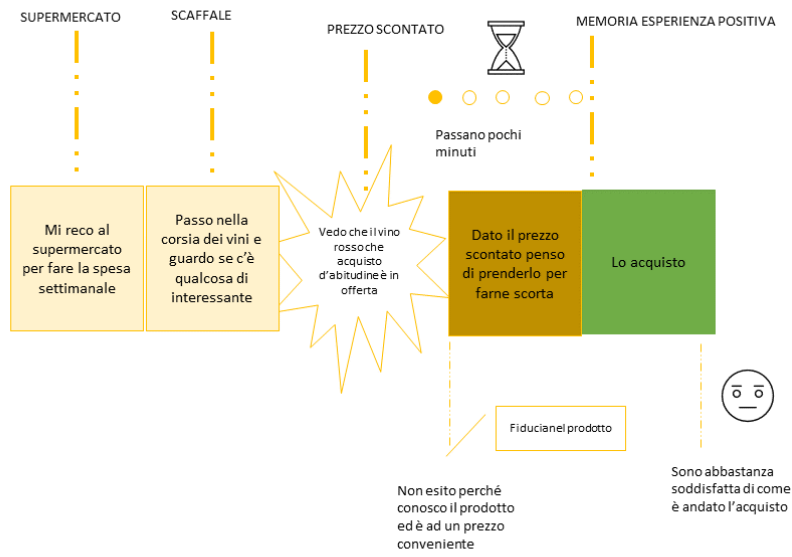 SUPERMERCATO
SCAFFALE
PREZZO SCONTATO
MEMORIA ESPERIENZA POSITIVA
Passano pochi
minuti
Mi reco al
supermercato
per fare la spesa
settimanale
Passo nella
corsia dei vini e
guardo se c'è
qualcosa di
interessante
Vedo che il vino
rosso che
acquisto
d'abitudine è in
offerta
Dato il prezzo
scontato penso
di prenderlo per
farne scorta
Lo acquisto
Fiducia nel prodotto
Non esito perché
conosco il prodotto
ed è ad un prezzo
conveniente
Sono abbastanza
soddisfatta di come
è andato l'acquisto